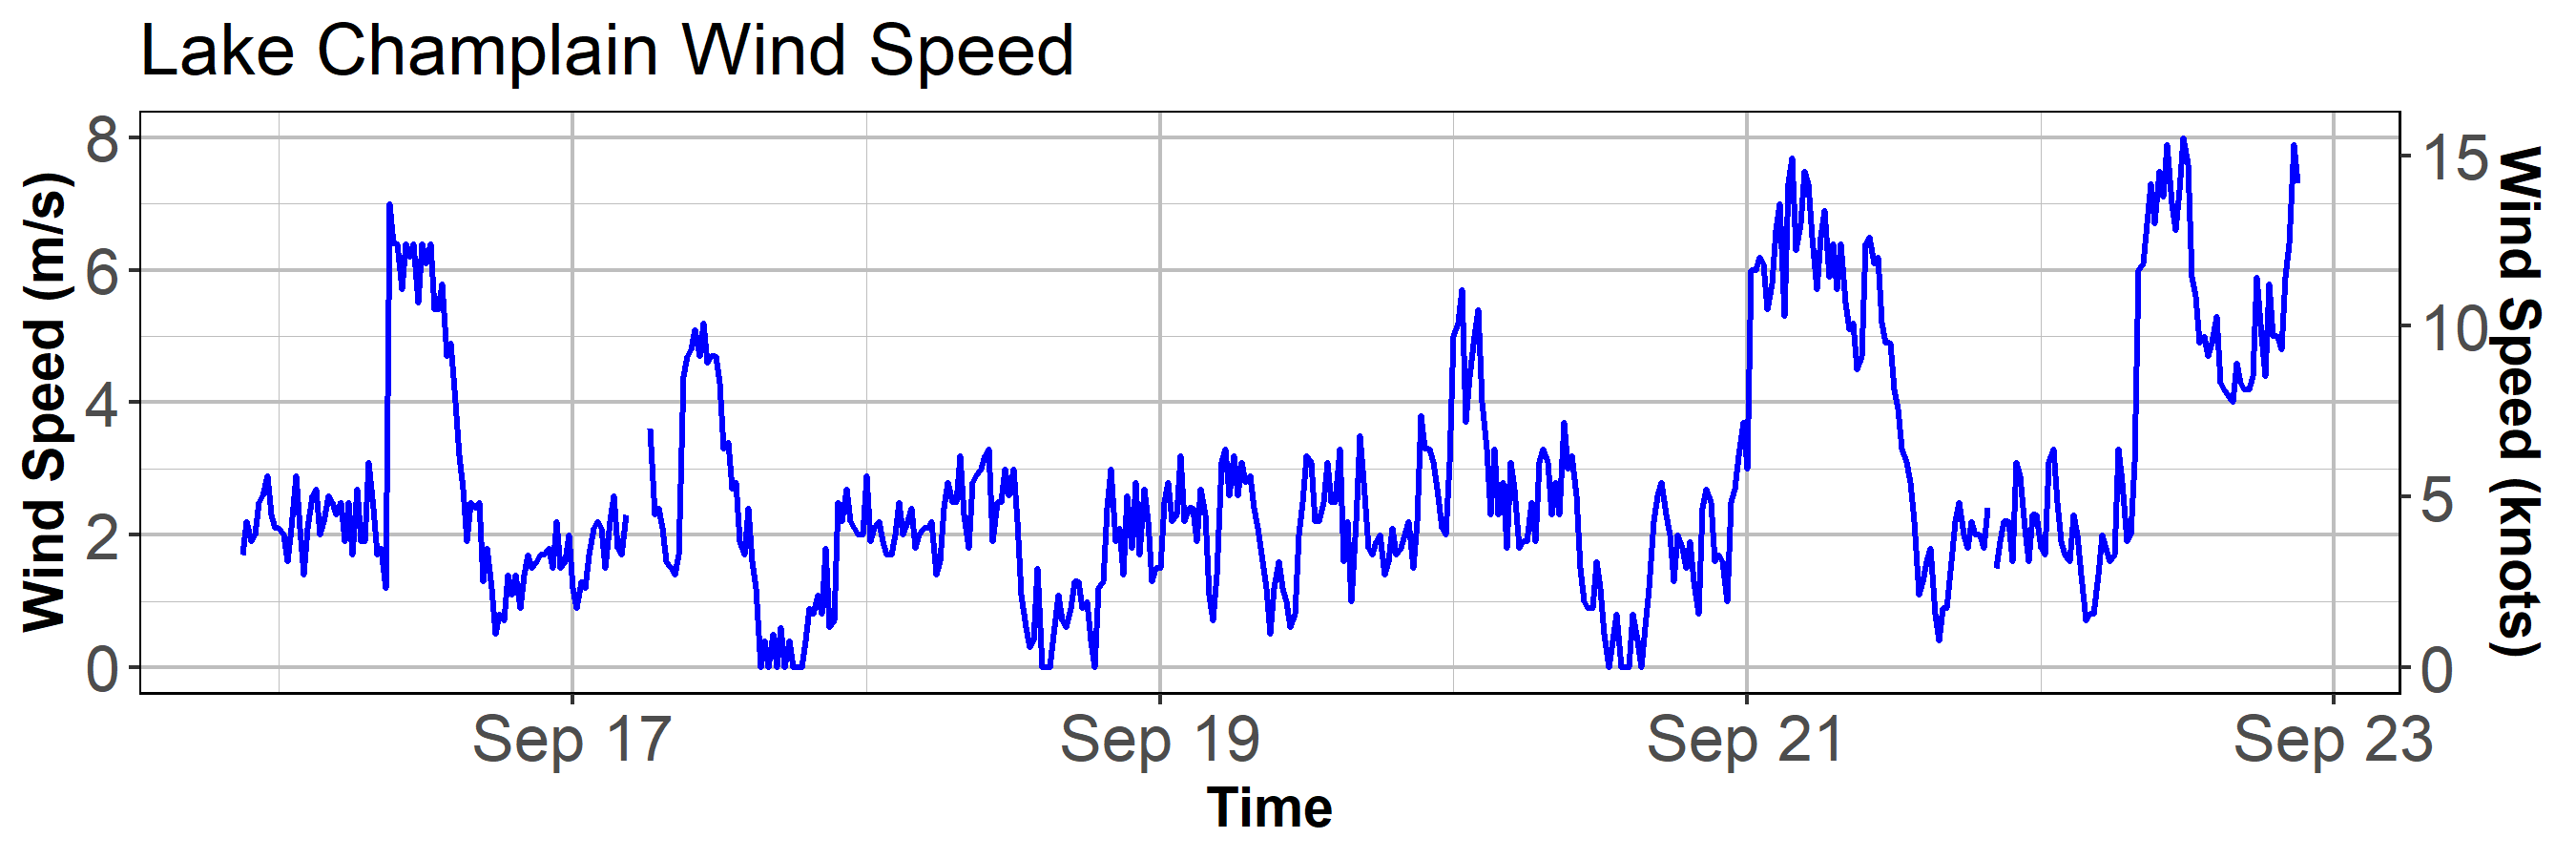 Lake Champlain Wind Speed
Wind Speed (m/s)
8
6
4
2
0
15
10
5
0
Wind Speed (knots)
Sep 17 Sep 19 Sep 21 Sep 23
Time